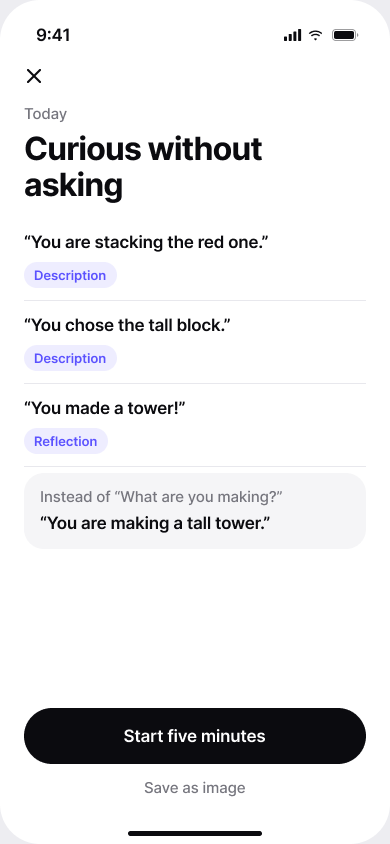 9:41
Today
Curious without
asking
“You are stacking the red one.”
Description
“You chose the tall block.”
Description
“You made a tower!”
Reflection
Instead of “What are you making?”
“You are making a tall tower.”
Start five minutes
Save as image